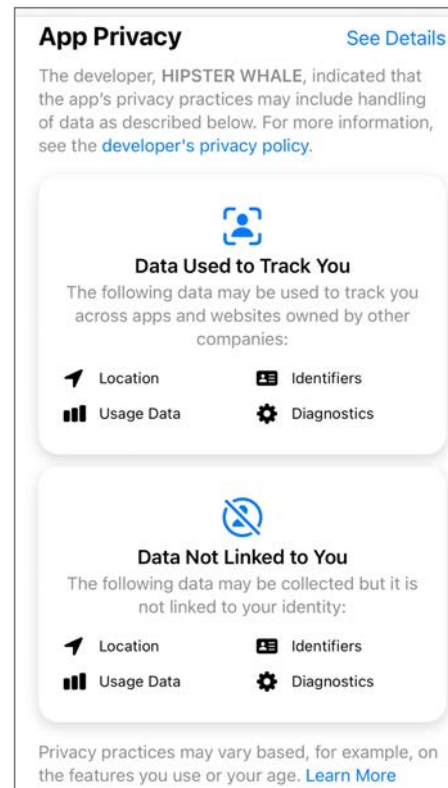 App Privacy See Details
The developer, HIPSTER WHALE, indicated that
the app's privacy practices may include handling
of data as described below. For more information,
see the developer's privacy policy.
Data Used to Track You
The following data may be used to track you
across apps and websites owned by other
companies:
Location Identifiers
Usage Data Diagnostics
Data Not Linked to You
The following data may be collected but it is
not linked to your identity:
Location Identifiers
Usage Data Diagnostics
Privacy practices may vary based, for example, on
the features you use or your age. Learn More